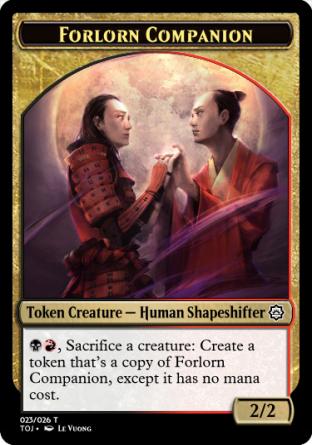 Forlorn Companion
Token Creature — Human Shapeshifter
, Sacrifice a creature: Create a
token that's a copy of Forlorn
Companion, except it has no mana
cost.
2/2
023/026 T
TOJ • Le Vuong